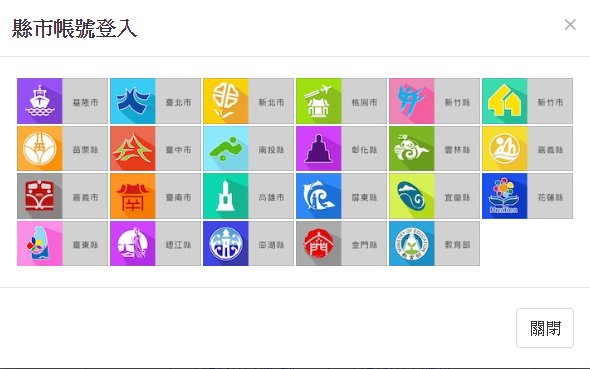 縣市帳號登入
×
基隆市 臺北市 新北市 桃園市 新竹縣 新竹市
苗栗縣 臺中市 南投縣 彰化縣 雲林縣 嘉義縣
嘉義市 臺南市 高雄市 屏東縣 宜蘭縣 Hualien 花蓮縣
臺東縣 連江縣 澎湖縣 金門縣 教育部
關閉